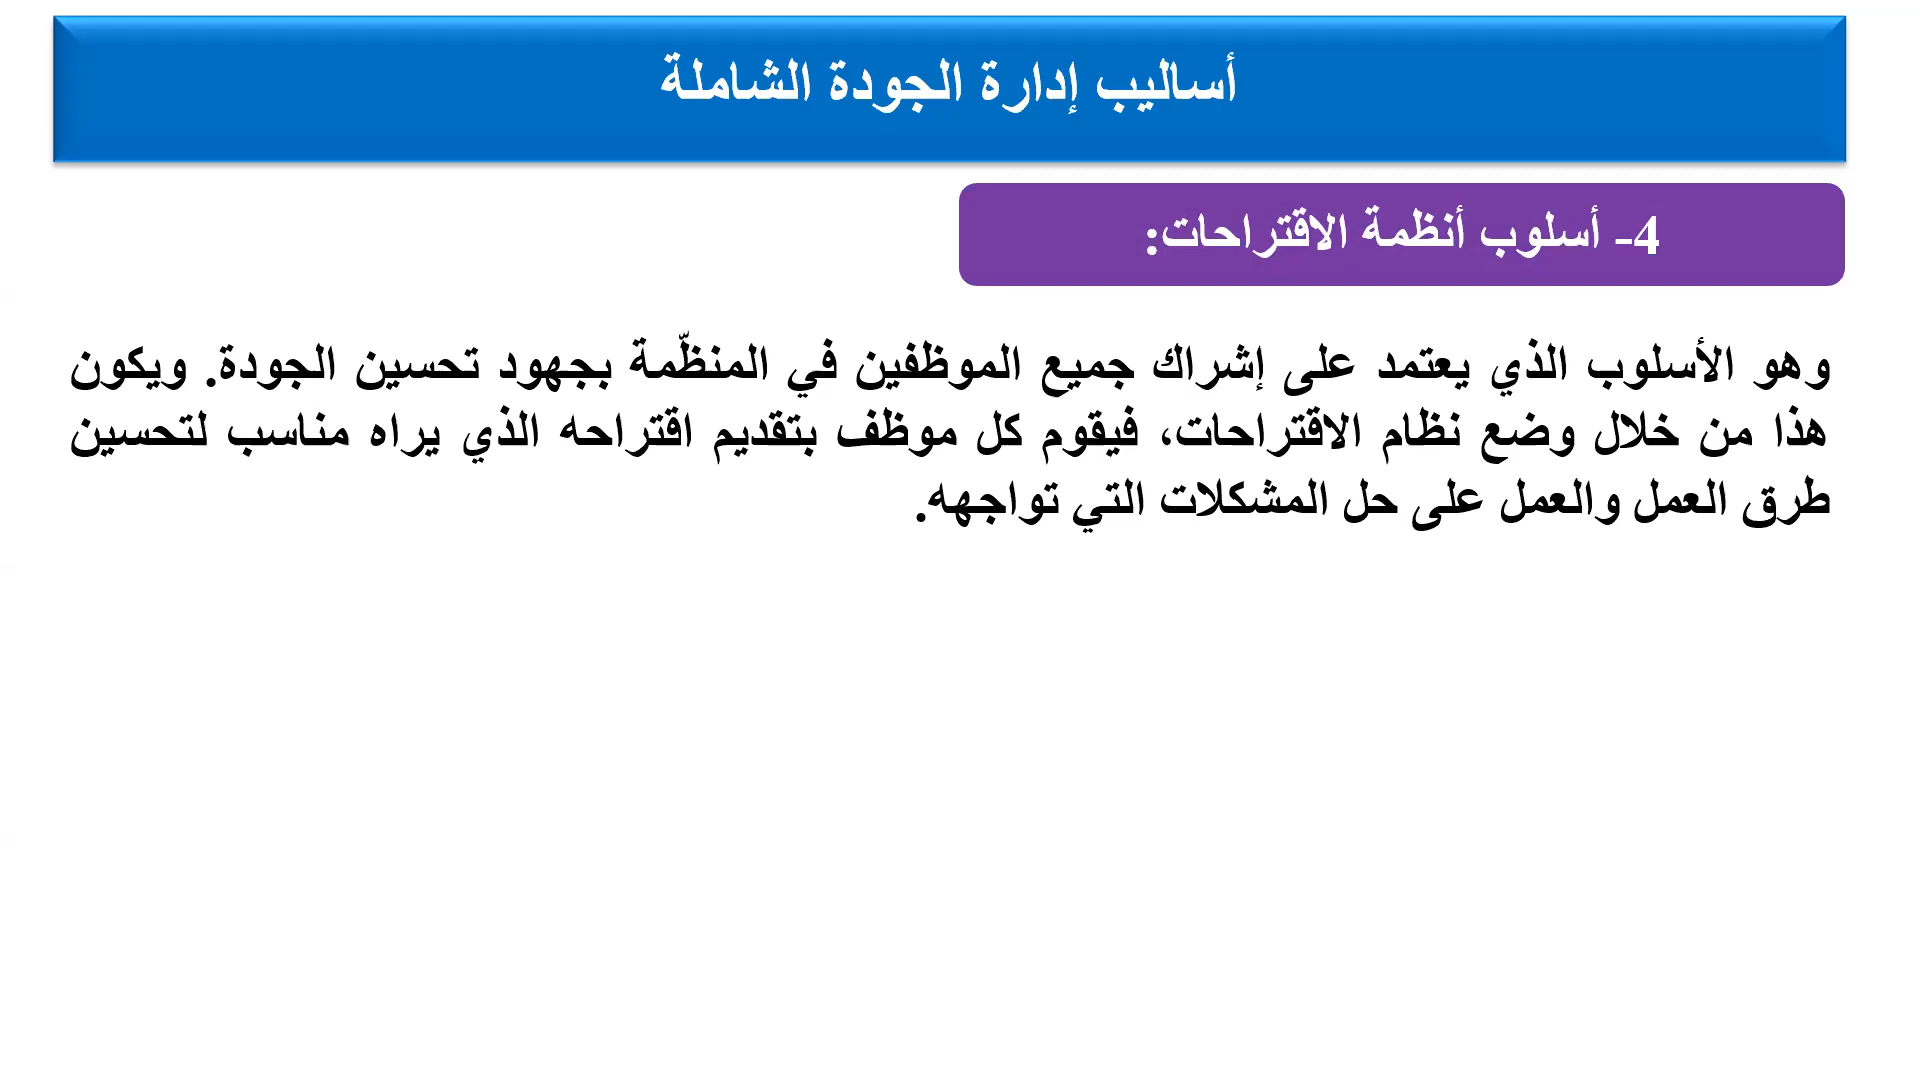 أساليب إدارة الجودة الشاملة
4- أسلوب أنظمة الاقتراحات:
وهو الأسلوب الذي يعتمد على إشراك جميع الموظفين في المنظّمة بجهود تحسين الجودة. ويكون
هذا من خلال وضع نظام الاقتراحات، فيقوم كل موظف بتقديم اقتراحه الذي يراه مناسب لتحسين
طرق العمل والعمل على حل المشكلات التي تواجهه.